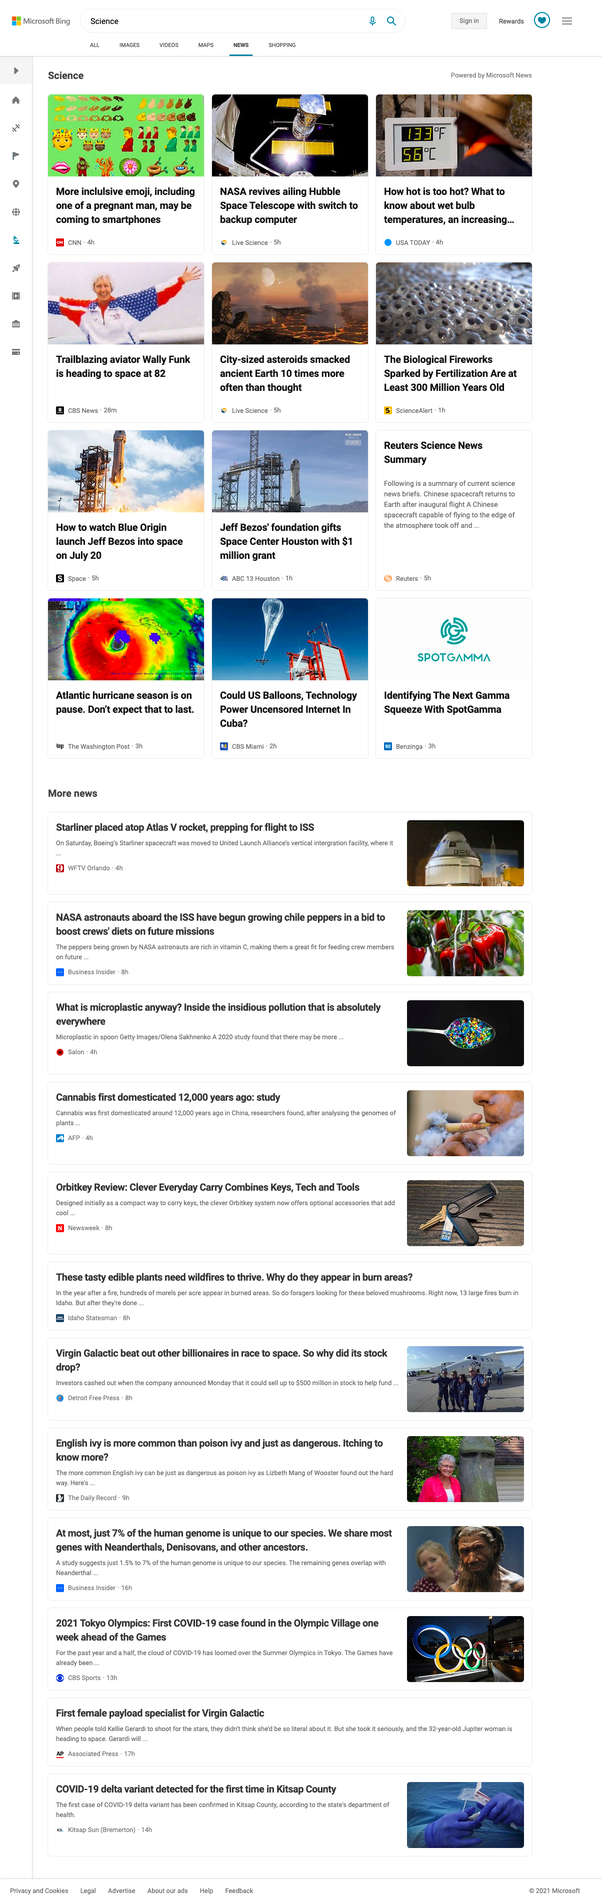 Microsoft Bing
Science
Sign in
Rewards
ALL
IMAGES
VIDEOS
MAPS
NEWS
SHOPPING
Science
Powered by Microsoft News
133°F
56°C
More inclulsive emoji, including
one of a pregnant man, may be
coming to smartphones
CNN · 4h
NASA revives ailing Hubble
Space Telescope with switch to
backup computer
Live Science · 5h
How hot is too hot? What to
know about wet bulb
temperatures, an increasing...
USA TODAY · 4h
Trailblazing aviator Wally Funk
is heading to space at 82
CBS News · 28m
City-sized asteroids smacked
ancient Earth 10 times more
often than thought
Live Science · 5h
The Biological Fireworks
Sparked by Fertilization Are at
Least 300 Million Years Old
ScienceAlert · 1h
How to watch Blue Origin
launch Jeff Bezos into space
on July 20
Space · 5h
Jeff Bezos' foundation gifts
Space Center Houston with $1
million grant
ABC 13 Houston · 1h
Reuters Science News
Summary
Following is a summary of current science
news briefs. Chinese spacecraft returns to
Earth after inaugural flight A Chinese
spacecraft capable of flying to the edge of
the atmosphere took off and ...
Reuters · 5h
Atlantic hurricane season is on
pause. Don't expect that to last.
The Washington Post · 3h
Could US Balloons, Technology
Power Uncensored Internet In
Cuba?
CBS Miami · 2h
SPOTGAMMA
Identifying The Next Gamma
Squeeze With SpotGamma
Benzinga · 3h
More news
Starliner placed atop Atlas V rocket, prepping for flight to ISS
On Saturday, Boeing's Starliner spacecraft was moved to United Launch Alliance's vertical intergration facility, where it
...
WFTV Orlando · 4h
NASA astronauts aboard the ISS have begun growing chile peppers in a bid to
boost crews' diets on future missions
The peppers being grown by NASA astronauts are rich in vitamin C, making them a great fit for feeding crew members
on future ...
Business Insider · 8h
What is microplastic anyway? Inside the insidious pollution that is absolutely
everywhere
Microplastic in spoon Getty Images/Olena Sakhnenko A 2020 study found that there may be more ...
Salon · 4h
Cannabis first domesticated 12,000 years ago: study
Cannabis was first domesticated around 12,000 years ago in China, researchers found, after analysing the genomes of
plants ...
AFP · 4h
Orbitkey Review: Clever Everyday Carry Combines Keys, Tech and Tools
Designed initially as a compact way to carry keys, the clever Orbitkey system now offers optional accessories that add
cool ...
Newsweek · 8h
These tasty edible plants need wildfires to thrive. Why do they appear in burn areas?
In the year after a fire, hundreds of morels per acre appear in burned areas. So do foragers looking for these beloved mushrooms. Right now, 13 large fires burn in
Idaho. But after they're done ...
Idaho Statesman · 8h
Virgin Galactic beat out other billionaires in race to space. So why did its stock
drop?
Investors cashed out when the company announced Monday that it could sell up to $500 million in stock to help fund ...
Detroit Free Press · 8h
English ivy is more common than poison ivy and just as dangerous. Itching to
know more?
The more common English ivy can be just as dangerous as poison ivy as Lizbeth Mang of Wooster found out the hard
way. Here's ...
The Daily Record · 9h
At most, just 7% of the human genome is unique to our species. We share most
genes with Neanderthals, Denisovans, and other ancestors.
A study suggests just 1.5% to 7% of the human genome is unique to our species. The remaining genes overlap with
Neanderthal ...
Business Insider · 16h
2021 Tokyo Olympics: First COVID-19 case found in the Olympic Village one
week ahead of the Games
For the past year and a half, the cloud of COVID-19 has loomed over the Summer Olympics in Tokyo. The Games have
already been ...
CBS Sports · 13h
First female payload specialist for Virgin Galactic
When people told Kellie Gerardi to shoot for the stars, they didn't think she'd be so literal about it. But she took it seriously, and the 32-year-old Jupiter woman is
heading to space. Gerardi will ...
AP
Associated Press · 17h
COVID-19 delta variant detected for the first time in Kitsap County
The first case of COVID-19 delta variant has been confirmed in Kitsap County, according to the state's department of
health.
Kitsap Sun (Bremerton) · 14h
Privacy and Cookies
Legal
Advertise
About our ads
Help
Feedback
© 2021 Microsoft